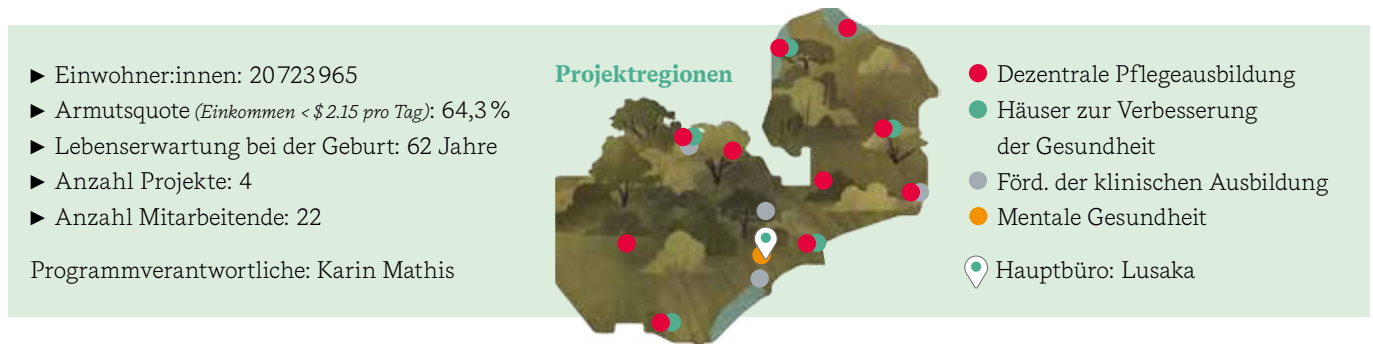 ► Einwohner:innen: 20 723 965
► Armutsquote (Einkommen < $ 2.15 pro Tag): 64,3 %
► Lebenserwartung bei der Geburt: 62 Jahre
► Anzahl Projekte: 4
► Anzahl Mitarbeitende: 22
Programmverantwortliche: Karin Mathis
Projektregionen
Dezentrale Pflegeausbildung
Häuser zur Verbesserung
der Gesundheit
Förd. der klinischen Ausbildung
Mentale Gesundheit
Hauptbüro: Lusaka